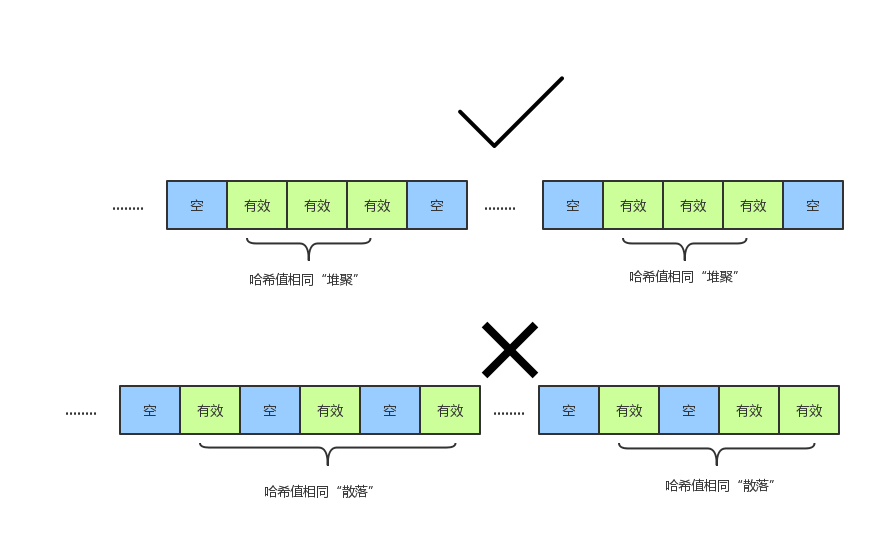 ········ 空 有效 有效 有效 空 ········ 空 有效 有效 有效 空
哈希值相同“堆聚” 哈希值相同“堆聚”
········ 空 有效 空 有效 空 有效 ········ 空 有效 空 有效 有效
哈希值相同“散落” 哈希值相同“散落”